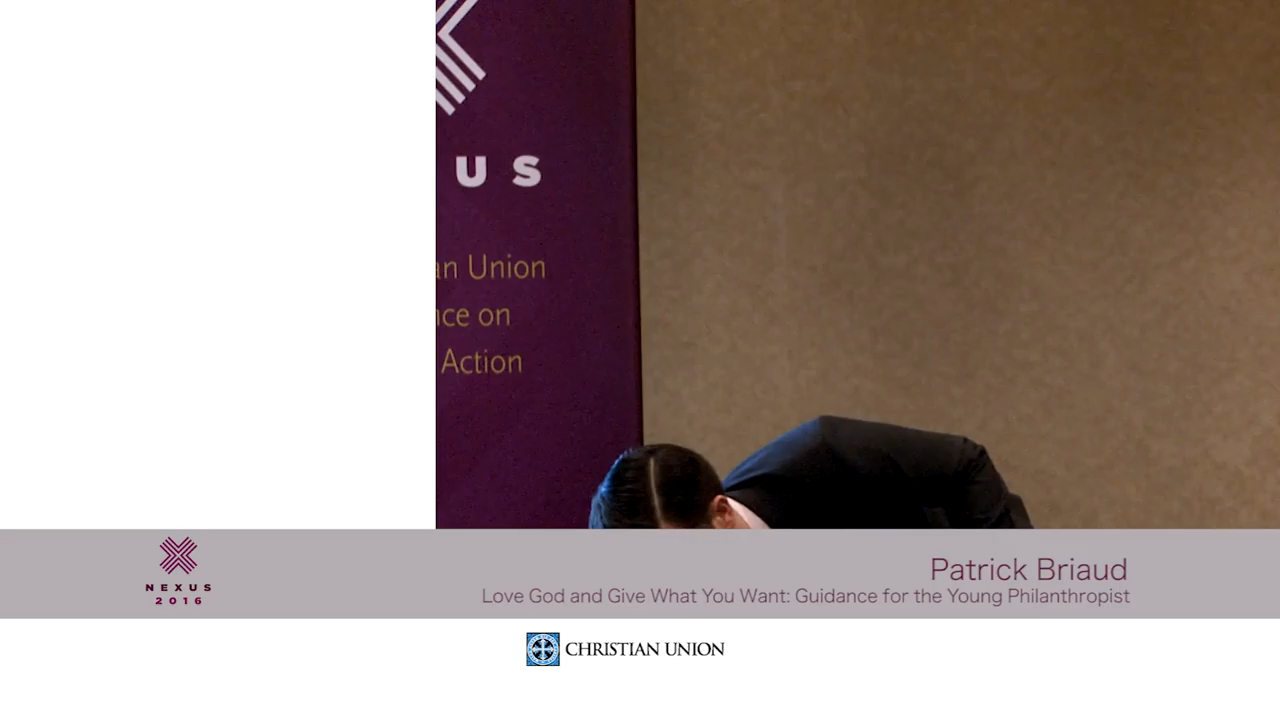 US
an Union
nce on
Action
NEXUS
2016
Patrick Briaud
Love God and Give What You Want: Guidance for the Young Philanthropist
CHRISTIAN UNION